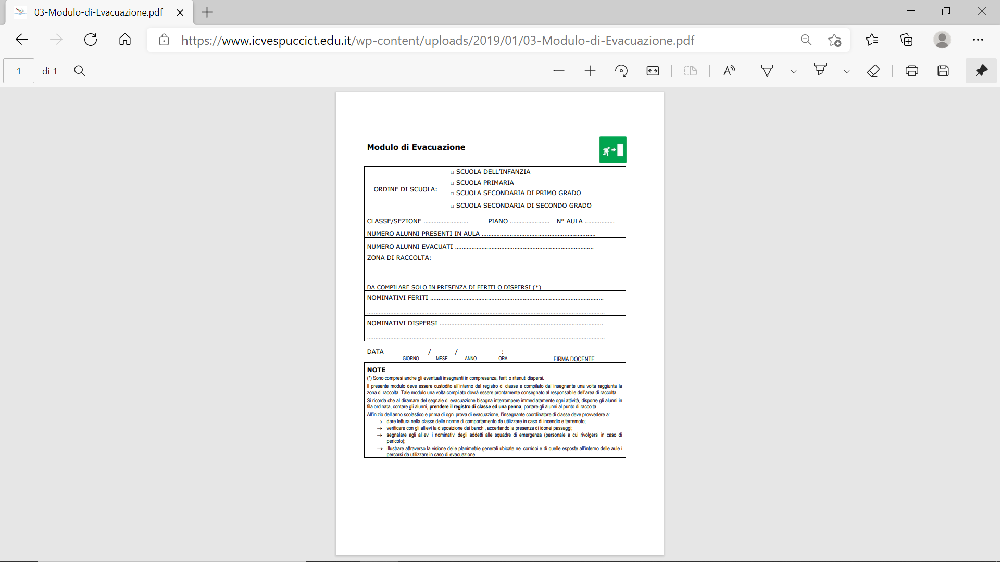 03-Modulo-di-Evacuazione.pdf
https://www.icvespuccict.edu.it/wp-content/uploads/2019/01/03-Modulo-di-Evacuazione.pdf
1 di 1
Modulo di Evacuazione
ORDINE DI SCUOLA:
□ SCUOLA DELL'INFANZIA
□ SCUOLA PRIMARIA
□ SCUOLA SECONDARIA DI PRIMO GRADO
□ SCUOLA SECONDARIA DI SECONDO GRADO
CLASSE/SEZIONE ........................... PIANO ........................ N° AULA ..................
NUMERO ALUNNI PRESENTI IN AULA .....................................................................
NUMERO ALUNNI EVACUATI ....................................................................................
ZONA DI RACCOLTA:
DA COMPILARE SOLO IN PRESENZA DI FERITI O DISPERSI (*)
NOMINATIVI FERITI .........................................................................................................
................................................................................................................................................
NOMINATIVI DISPERSI ...................................................................................................
................................................................................................................................................
DATA / / :
GIORNO MESE ANNO ORA FIRMA DOCENTE
NOTE
(*) Sono compresi anche gli eventuali insegnanti in compresenza, feriti o ritenuti dispersi.
Il presente modulo deve essere custodito all'interno del registro di classe e compilato dall'insegnante una volta raggiunta la
zona di raccolta. Tale modulo una volta compilato dovrà essere prontamente consegnato al responsabile dell'area di raccolta.
Si ricorda che al diramare del segnale di evacuazione bisogna interrompere immediatamente ogni attività, disporre gli alunni in
fila ordinata, contare gli alunni, prendere il registro di classe ed una penna, portare gli alunni al punto di raccolta.
All'inizio dell'anno scolastico e prima di ogni prova di evacuazione, l'insegnante coordinatore di classe deve provvedere a:
→ dare lettura nella classe delle norme di comportamento da utilizzare in caso di incendio e terremoto;
→ verificare con gli allievi la disposizione dei banchi, accertando la presenza di idonei passaggi;
→ segnalare agli allievi i nominativi degli addetti alle squadre di emergenza (personale a cui rivolgersi in caso di
pericolo);
→ illustrare attraverso la visione delle planimetrie generali ubicate nei corridoi e di quelle esposte all'interno delle aule i
percorsi da utilizzare in caso di evacuazione.